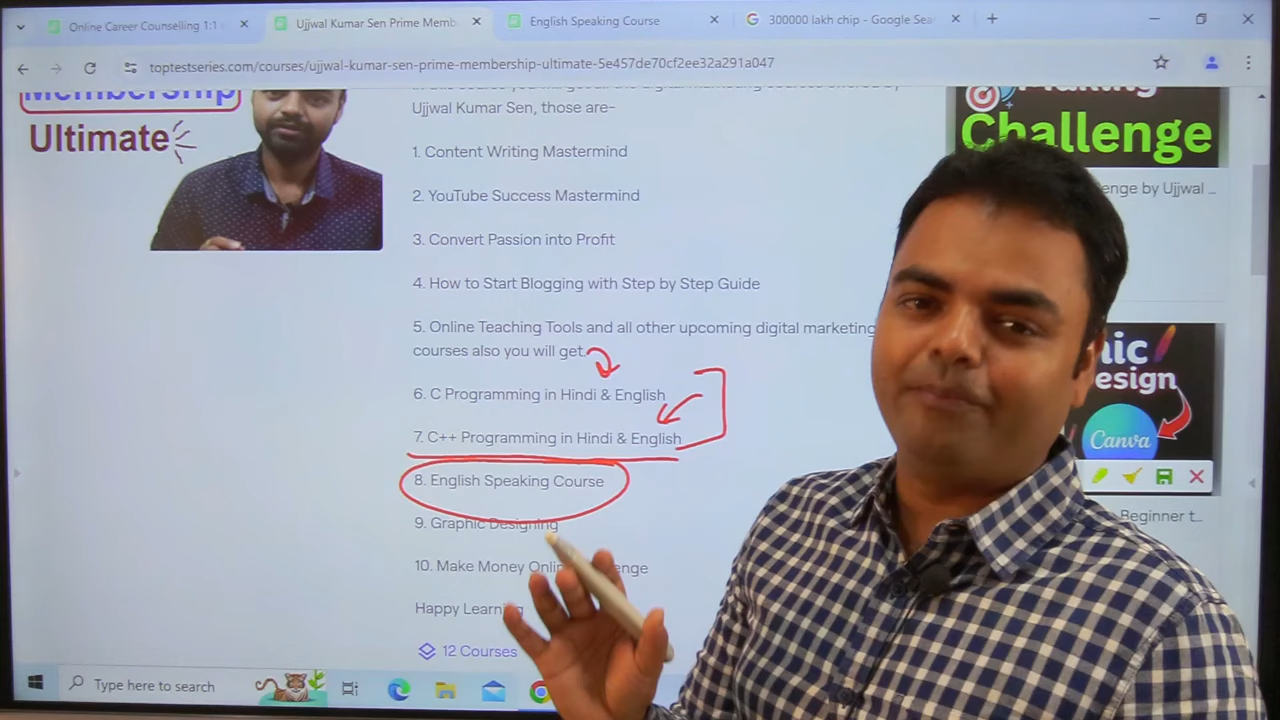 Online Career Counselling 1:1
Ujjwal Kumar Sen Prime Memb
English Speaking Course
300000 lakh chip - Google Sea
toptestseries.com/courses/ujjwal-kumar-sen-prime-membership-ultimate-5e457de70cf2ee32a291a047
Membership
Ultimate
Ujjwal Kumar Sen, those are-
1. Content Writing Mastermind
2. YouTube Success Mastermind
3. Convert Passion into Profit
4. How to Start Blogging with Step by Step Guide
5. Online Teaching Tools and all other upcoming digital marketing
courses also you will get.
6. C Programming in Hindi & English
7. C++ Programming in Hindi & English
8. English Speaking Course
9. Graphic Designing
10. Make Money Onli enge
Happy Learning
12 Courses
Challenge
enge by Ujjwal ...
nic
esign
Canva
Beginner t...
Type here to search